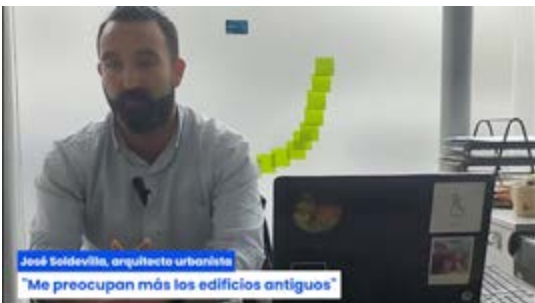 José Soldevilla, arquitecto urbanista
"Me preocupan más los edificios antiguos"